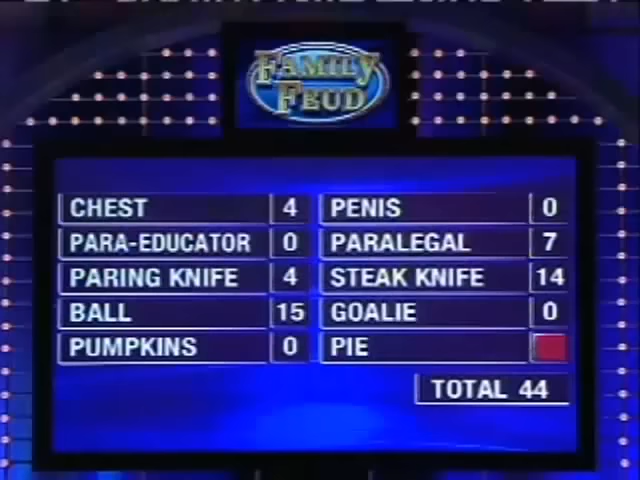 FAMILY
FEUD
CHEST 4 PENIS 0
PARA-EDUCATOR 0 PARALEGAL 7
PARING KNIFE 4 STEAK KNIFE 14
BALL 15 GOALIE 0
PUMPKINS 0 PIE
TOTAL 44